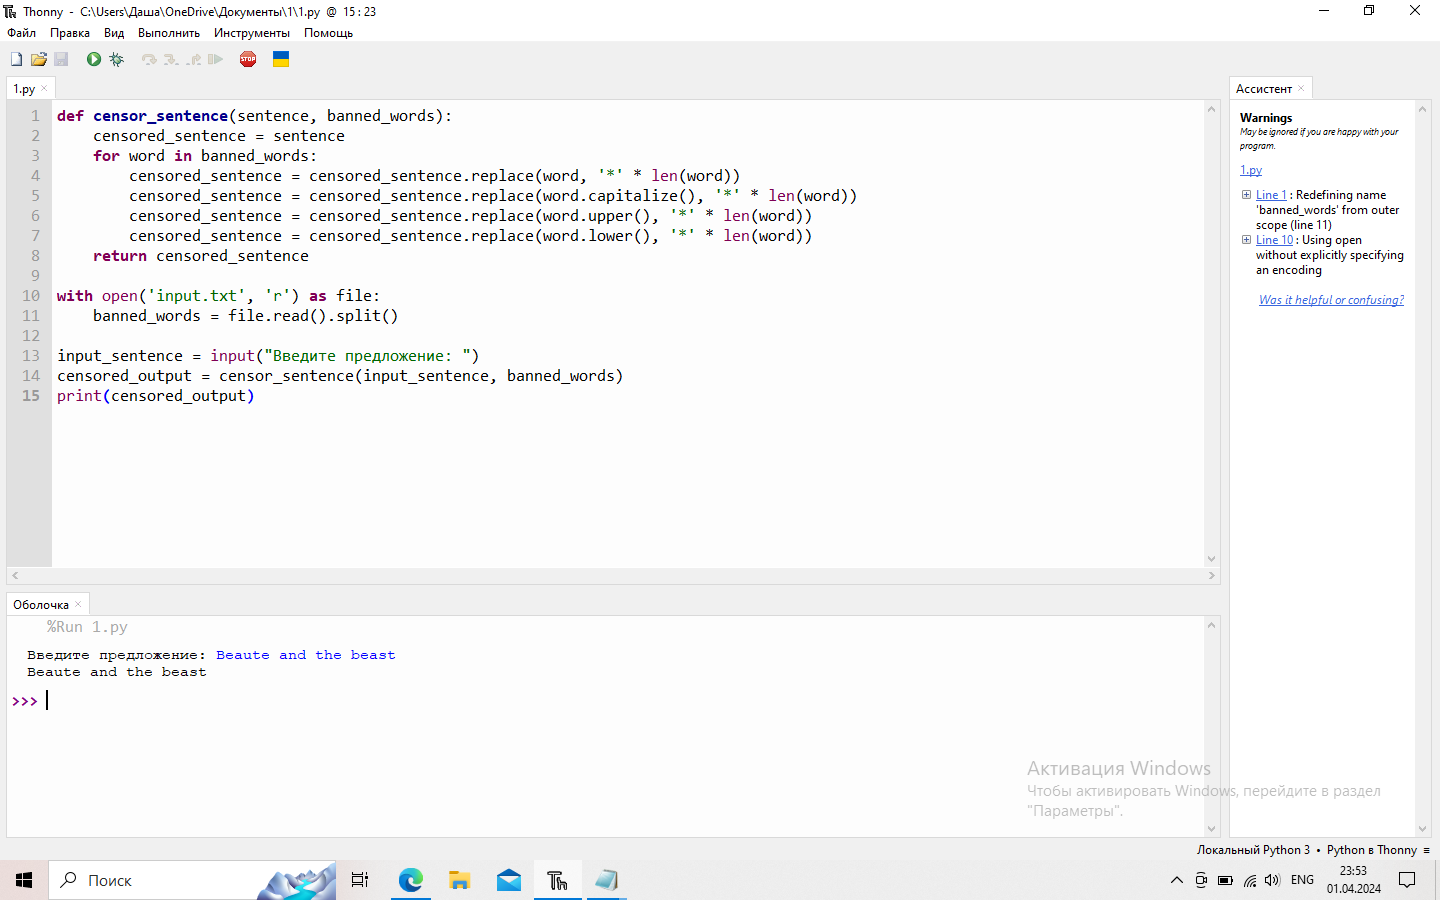 Thonny - C:\Users\Даша\OneDrive\Документы\1\1.py @ 15 : 23
Файл Правка Вид Выполнить Инструменты Помощь
STOP
1.py ×
1 def censor_sentence(sentence, banned_words):
2     censored_sentence = sentence
3     for word in banned_words:
4         censored_sentence = censored_sentence.replace(word, '*' * len(word))
5         censored_sentence = censored_sentence.replace(word.capitalize(), '*' * len(word))
6         censored_sentence = censored_sentence.replace(word.upper(), '*' * len(word))
7         censored_sentence = censored_sentence.replace(word.lower(), '*' * len(word))
8     return censored_sentence
9
10 with open('input.txt', 'r') as file:
11     banned_words = file.read().split()
12
13 input_sentence = input("Введите предложение: ")
14 censored_output = censor_sentence(input_sentence, banned_words)
15 print(censored_output)
Ассистент ×
Warnings
May be ignored if you are happy with your
program.
1.py
Line 1 : Redefining name
'banned_words' from outer
scope (line 11)
Line 10 : Using open
without explicitly specifying
an encoding
Was it helpful or confusing?
Оболочка ×
%Run 1.py
Введите предложение: Beaute and the beast
Beaute and the beast
>>>
Активация Windows
Чтобы активировать Windows, перейдите в раздел
"Параметры".
Локальный Python 3 • Python в Thonny ≡
Поиск
Th
ENG
23:53
01.04.2024